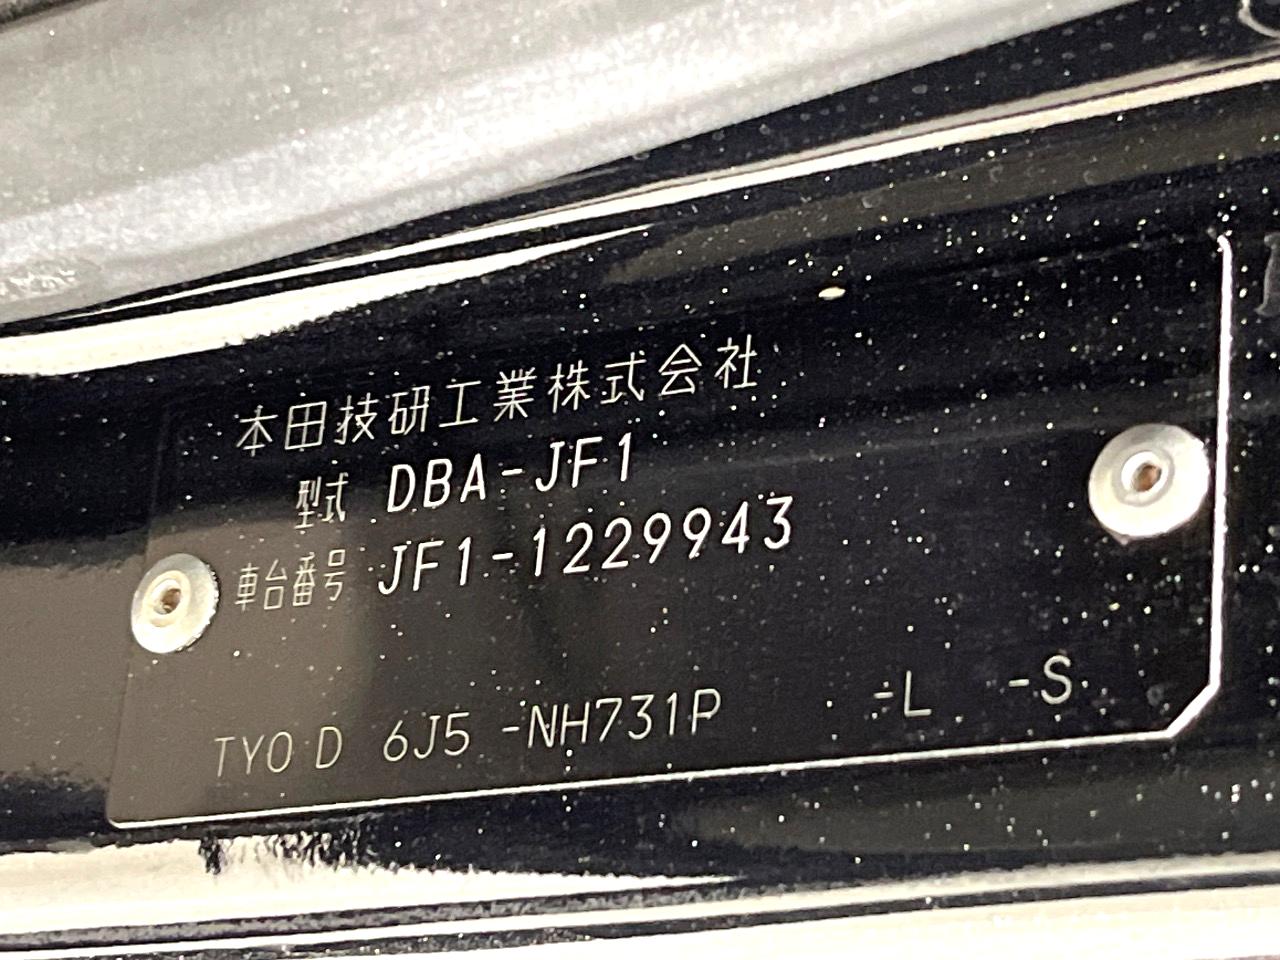 本田技研工業株式会社
型式 DBA-JF1
車台番号 JF1-1229943
TYO D 6J5 -NH731P -L -S